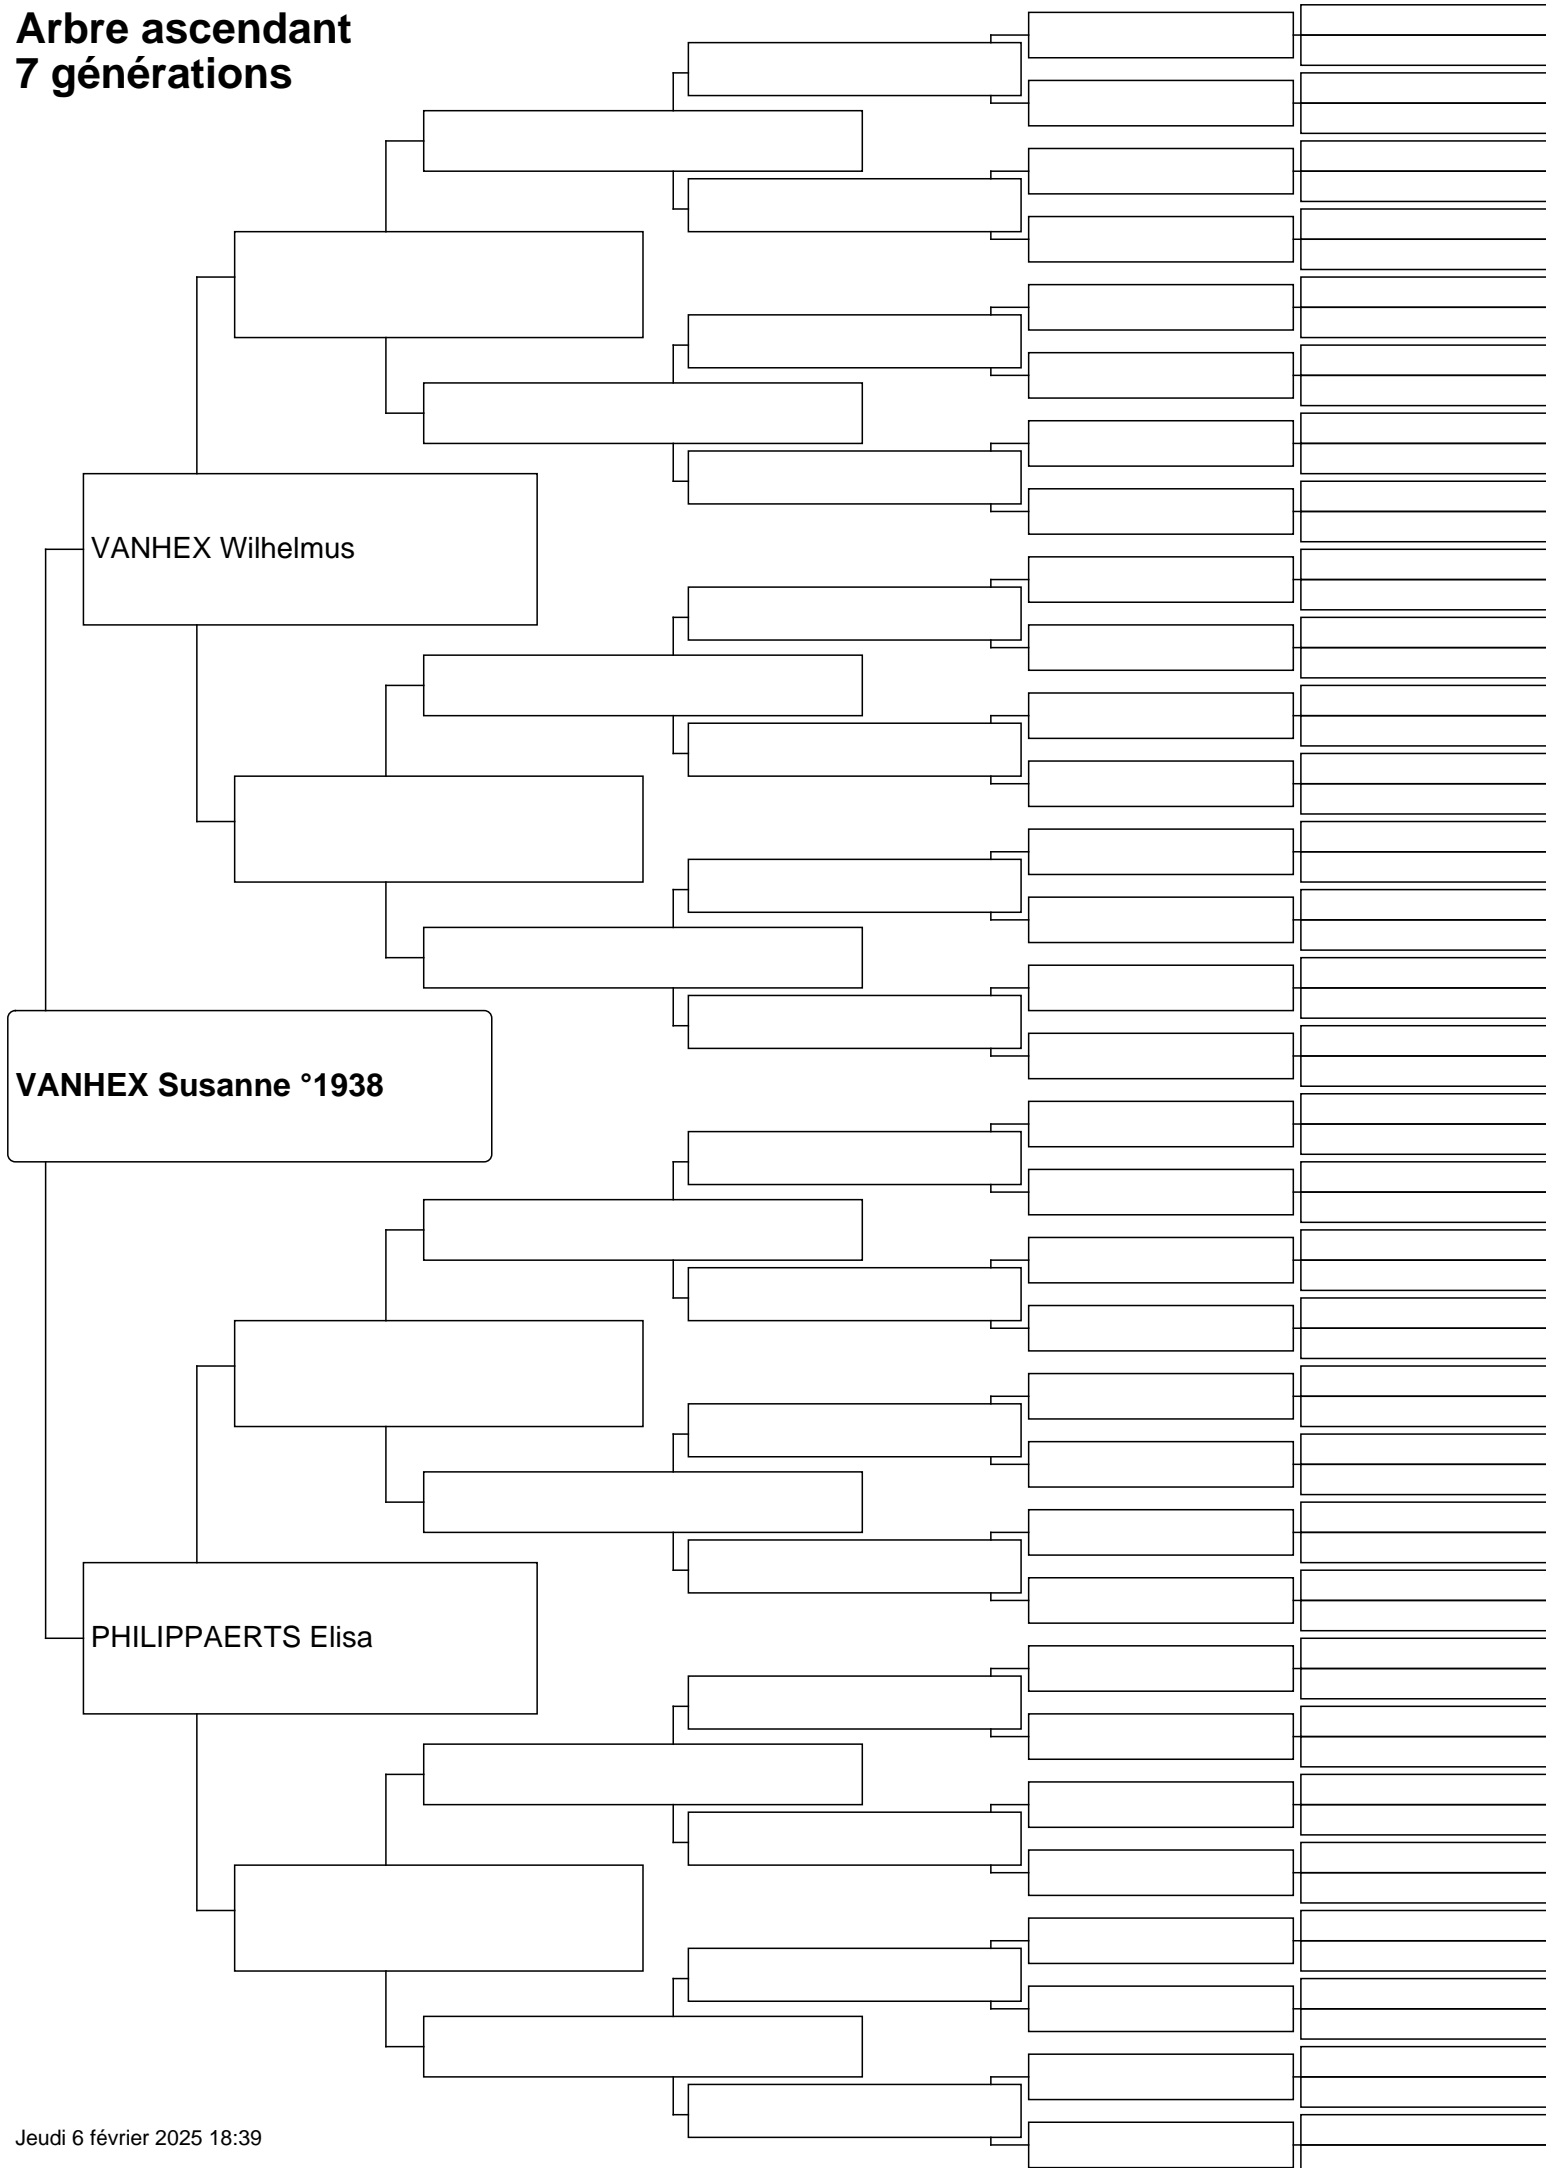 Arbre ascendant
7 générations
VANHEX Wilhelmus
VANHEX Susanne °1938
PHILIPPAERTS Elisa
Jeudi 6 février 2025 18:39